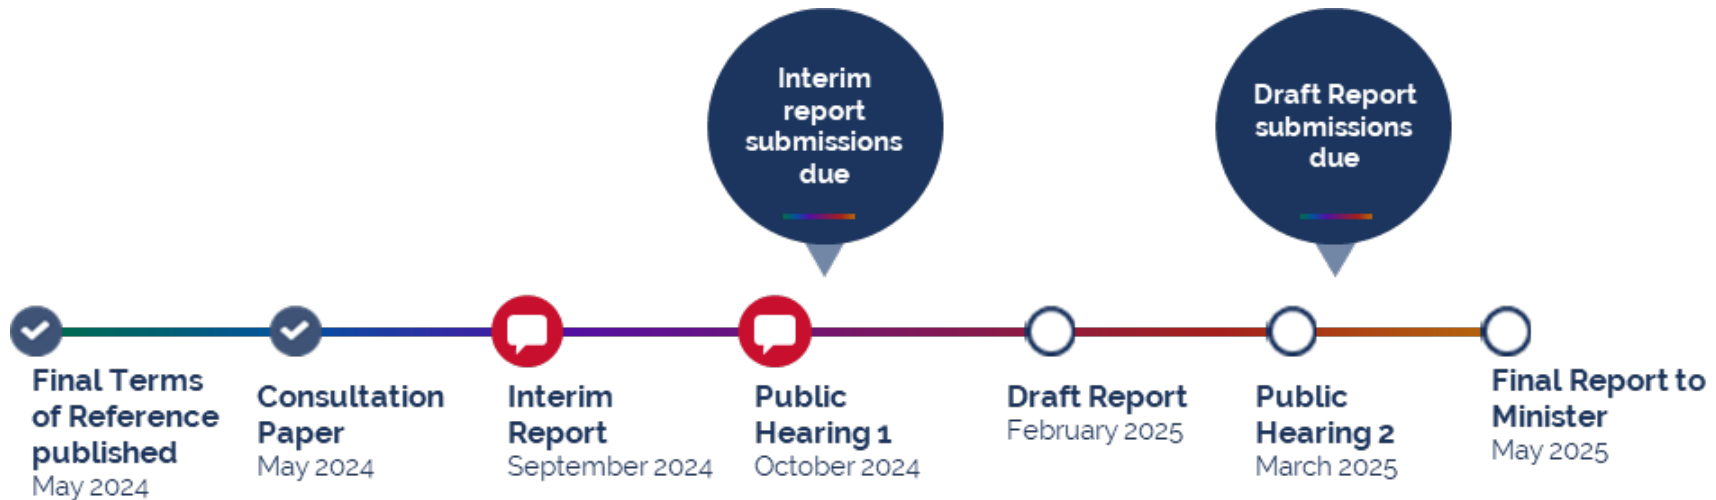 Interim
report
submissions
due
Draft Report
submissions
due
Final Terms
of Reference
published
May 2024
Consultation
Paper
May 2024
Interim
Report
September 2024
Public
Hearing 1
October 2024
Draft Report
February 2025
Public
Hearing 2
March 2025
Final Report to
Minister
May 2025